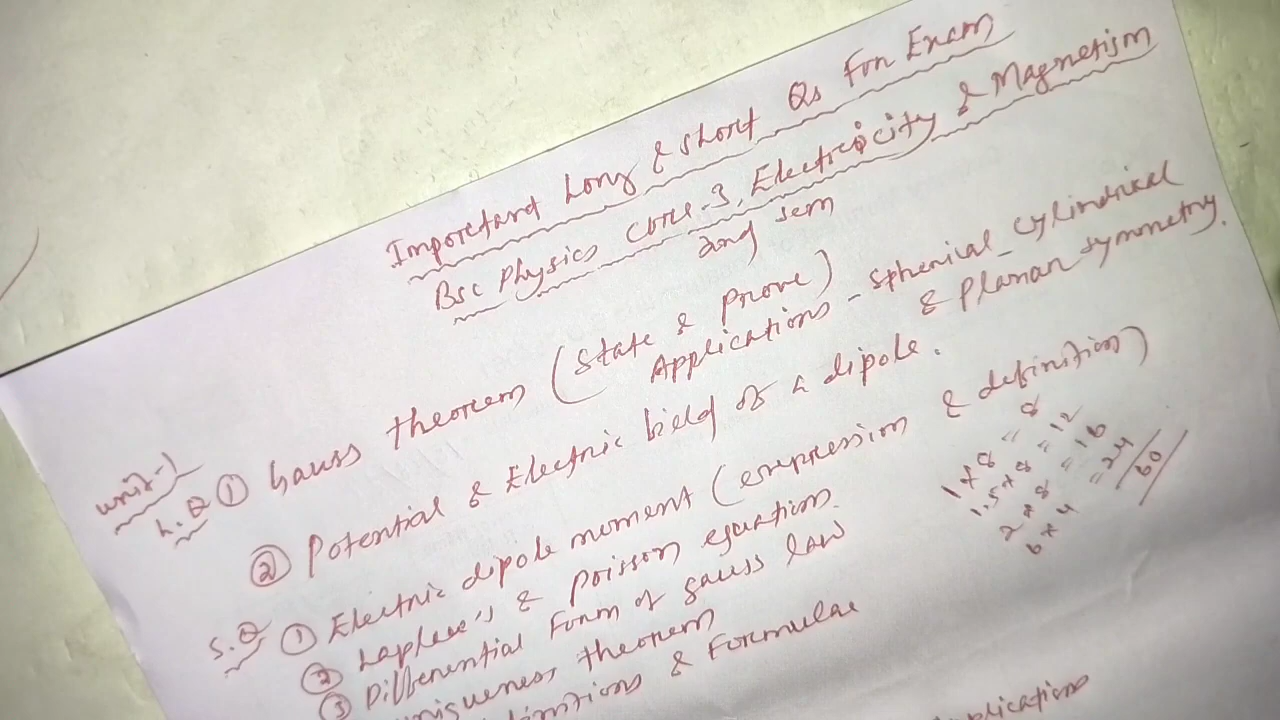 Important Long & Short Qs For Exam
Bsc Physics Core-3, Electricity & Magnetism
2nd sem
Unit-1
L.Q ① Gauss theorem (State & Prove)
Applications - Spherical, Cylindrical
& Planar symmetry.
② Potential & Electric field of a dipole.
S.Q ① Electric dipole moment (expression & definition)
② Laplace's & Poisson equation.
③ Differential Form of Gauss law
theorem
& Formulae
1 × 8 = 8
1.5 × 8 = 12
2 × 8 = 16
6 × 4 = 24
60